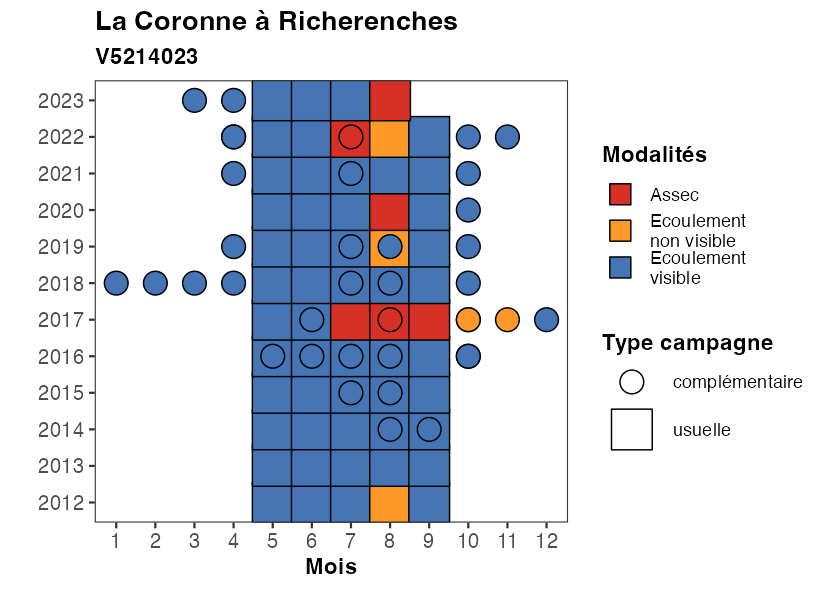 La Coronne à Richerenches
V5214023
2023
2022
2021
2020
2019
2018
2017
2016
2015
2014
2013
2012
1 2 3 4 5 6 7 8 9 10 11 12
Mois
Modalités
Assec
Ecoulement
non visible
Ecoulement
visible
Type campagne
complémentaire
usuelle